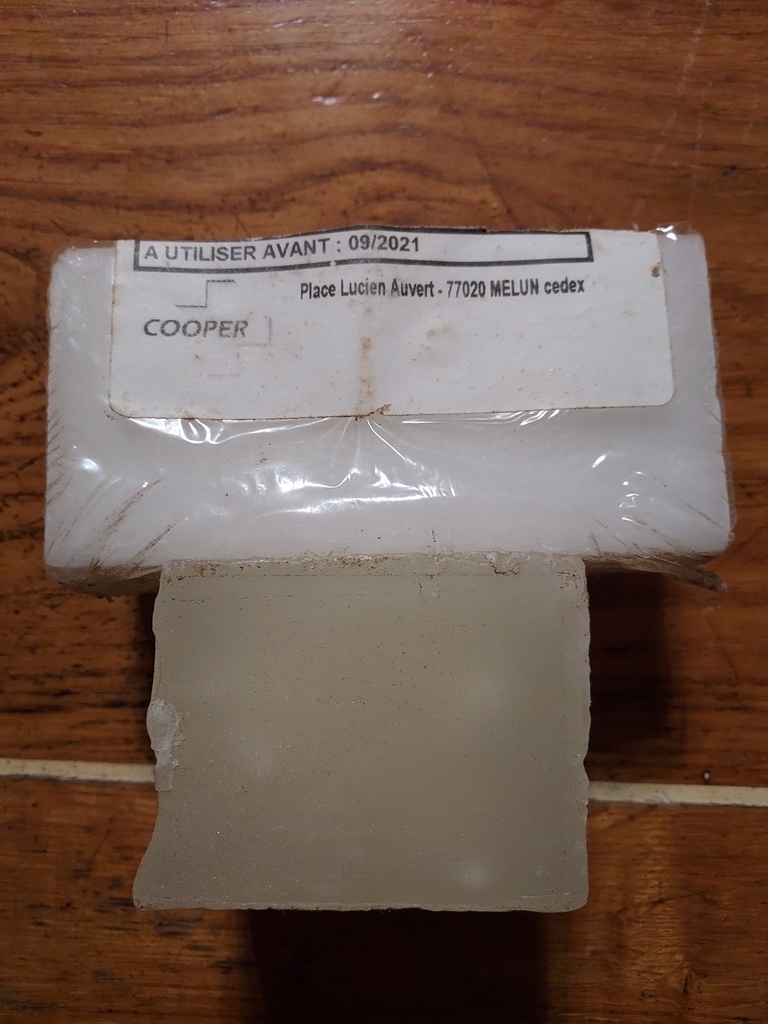 A UTILISER AVANT : 09/2021
Place Lucien Auvert - 77020 MELUN cedex
COOPER